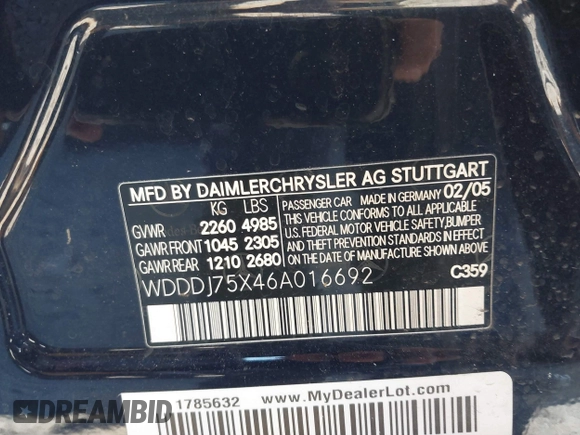 MFD BY DAIMLERCHRYSLER AG STUTTGART
KG LBS
GVWR 2260 4985
GAWR FRONT 1045 2305
GAWR REAR 1210 2680
PASSENGER CAR MADE IN GERMANY 02/05
THIS VEHICLE CONFORMS TO ALL APPLICABLE
U.S. FEDERAL MOTOR VEHICLE SAFETY, BUMPER
AND THEFT PREVENTION STANDARDS IN EFFECT
ON THE DATE OF MANUFACTURE SHOWN ABOVE
WDDDJ75X46A016692
C359
1785632 www.MyDealerLot.com
DREAMBID